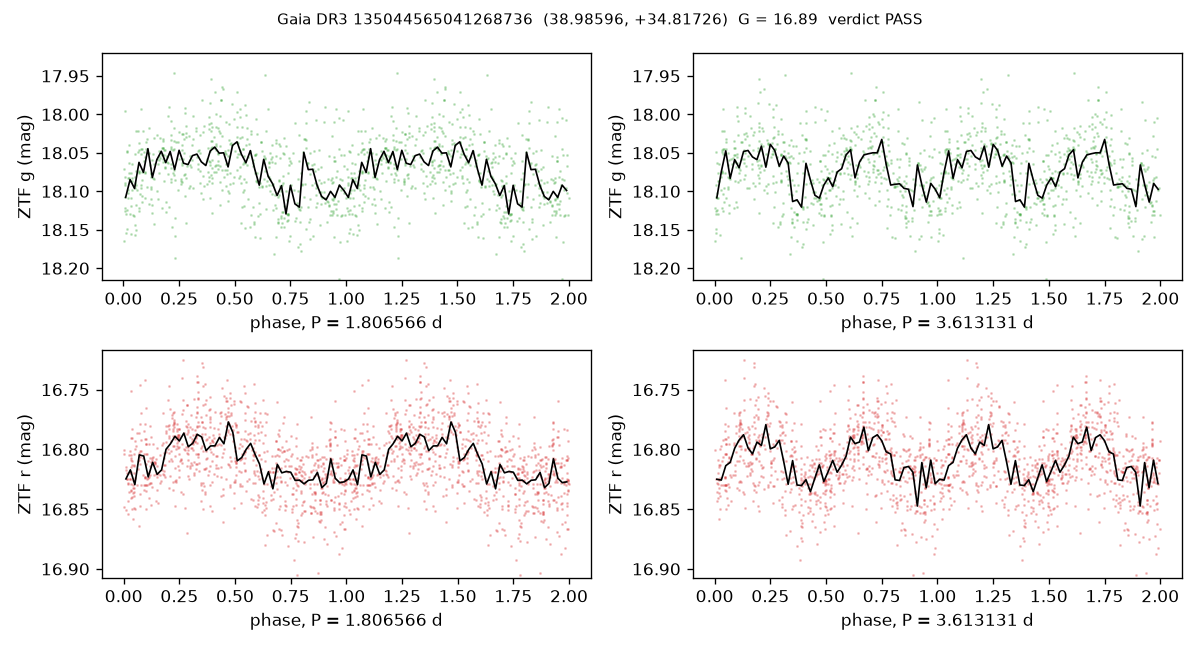 Gaia DR3 135044565041268736  (38.98596, +34.81726)  G = 16.89  verdict PASS
ZTF g (mag)
17.95
18.00
18.05
18.10
18.15
18.20
0.00 0.25 0.50 0.75 1.00 1.25 1.50 1.75 2.00
phase, P = 1.806566 d
ZTF g (mag)
17.95
18.00
18.05
18.10
18.15
18.20
0.00 0.25 0.50 0.75 1.00 1.25 1.50 1.75 2.00
phase, P = 3.613131 d
ZTF r (mag)
16.75
16.80
16.85
16.90
0.00 0.25 0.50 0.75 1.00 1.25 1.50 1.75 2.00
phase, P = 1.806566 d
ZTF r (mag)
16.75
16.80
16.85
16.90
0.00 0.25 0.50 0.75 1.00 1.25 1.50 1.75 2.00
phase, P = 3.613131 d